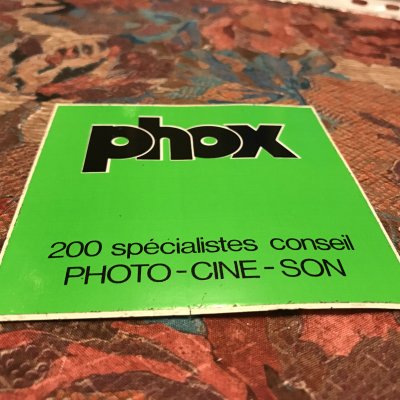 phox
200 spécialistes conseil
PHOTO-CINE-SON